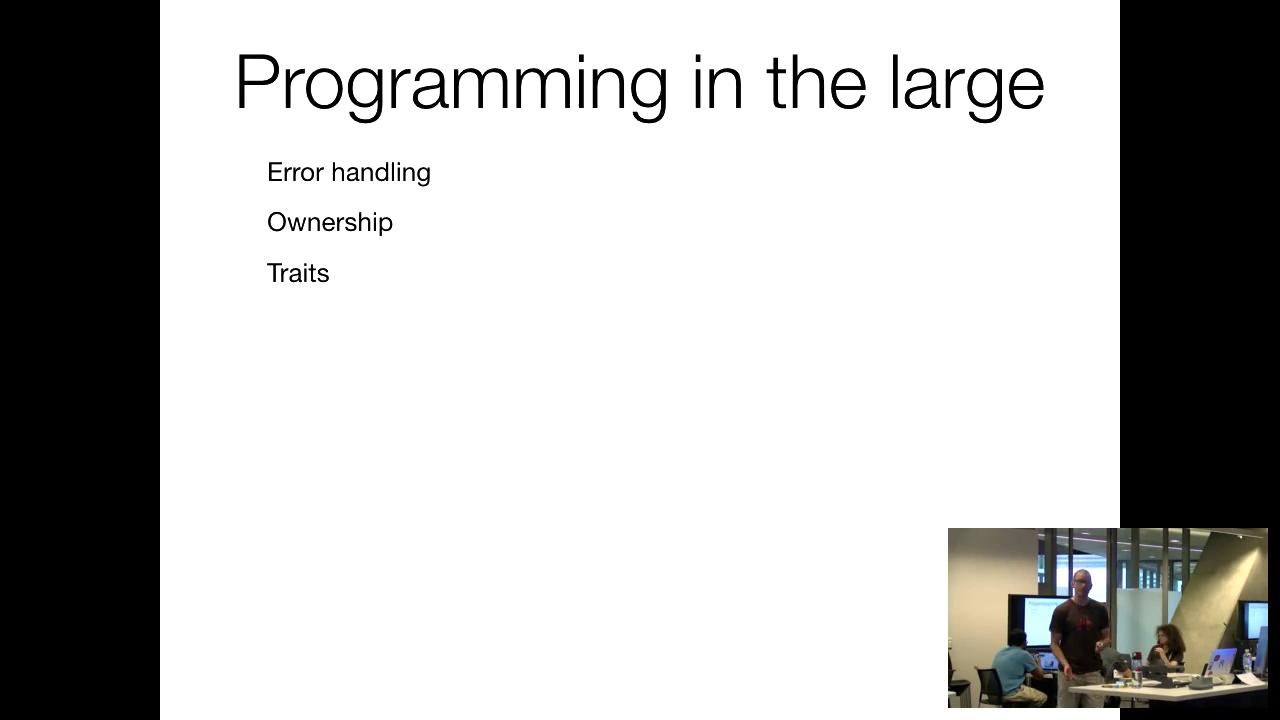 Programming in the large
Error handling
Ownership
Traits